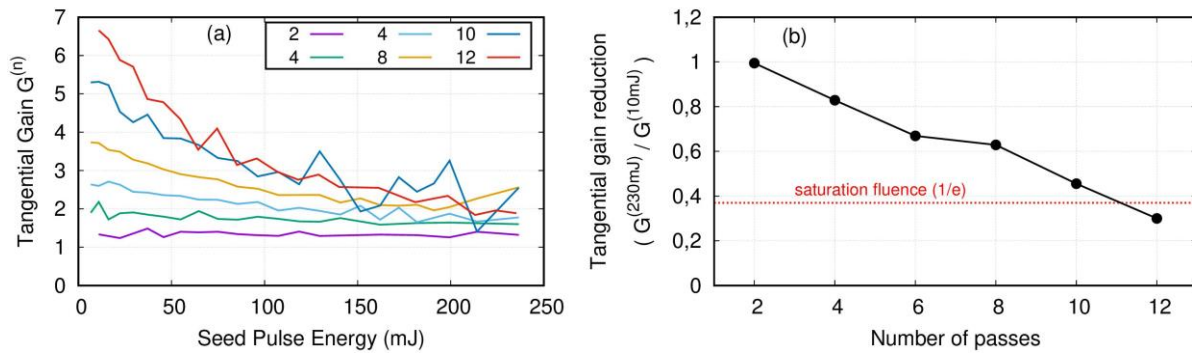 Tangential Gain G(n)
7
6
5
4
3
2
1
0
(a)
2 4 10
4 8 12
0 50 100 150 200 250
Seed Pulse Energy (mJ)
Tangential gain reduction
( G(230mJ) / G(10mJ) )
1,2
1
0,8
0,6
0,4
0,2
0
(b)
saturation fluence (1/e)
2 4 6 8 10 12
Number of passes